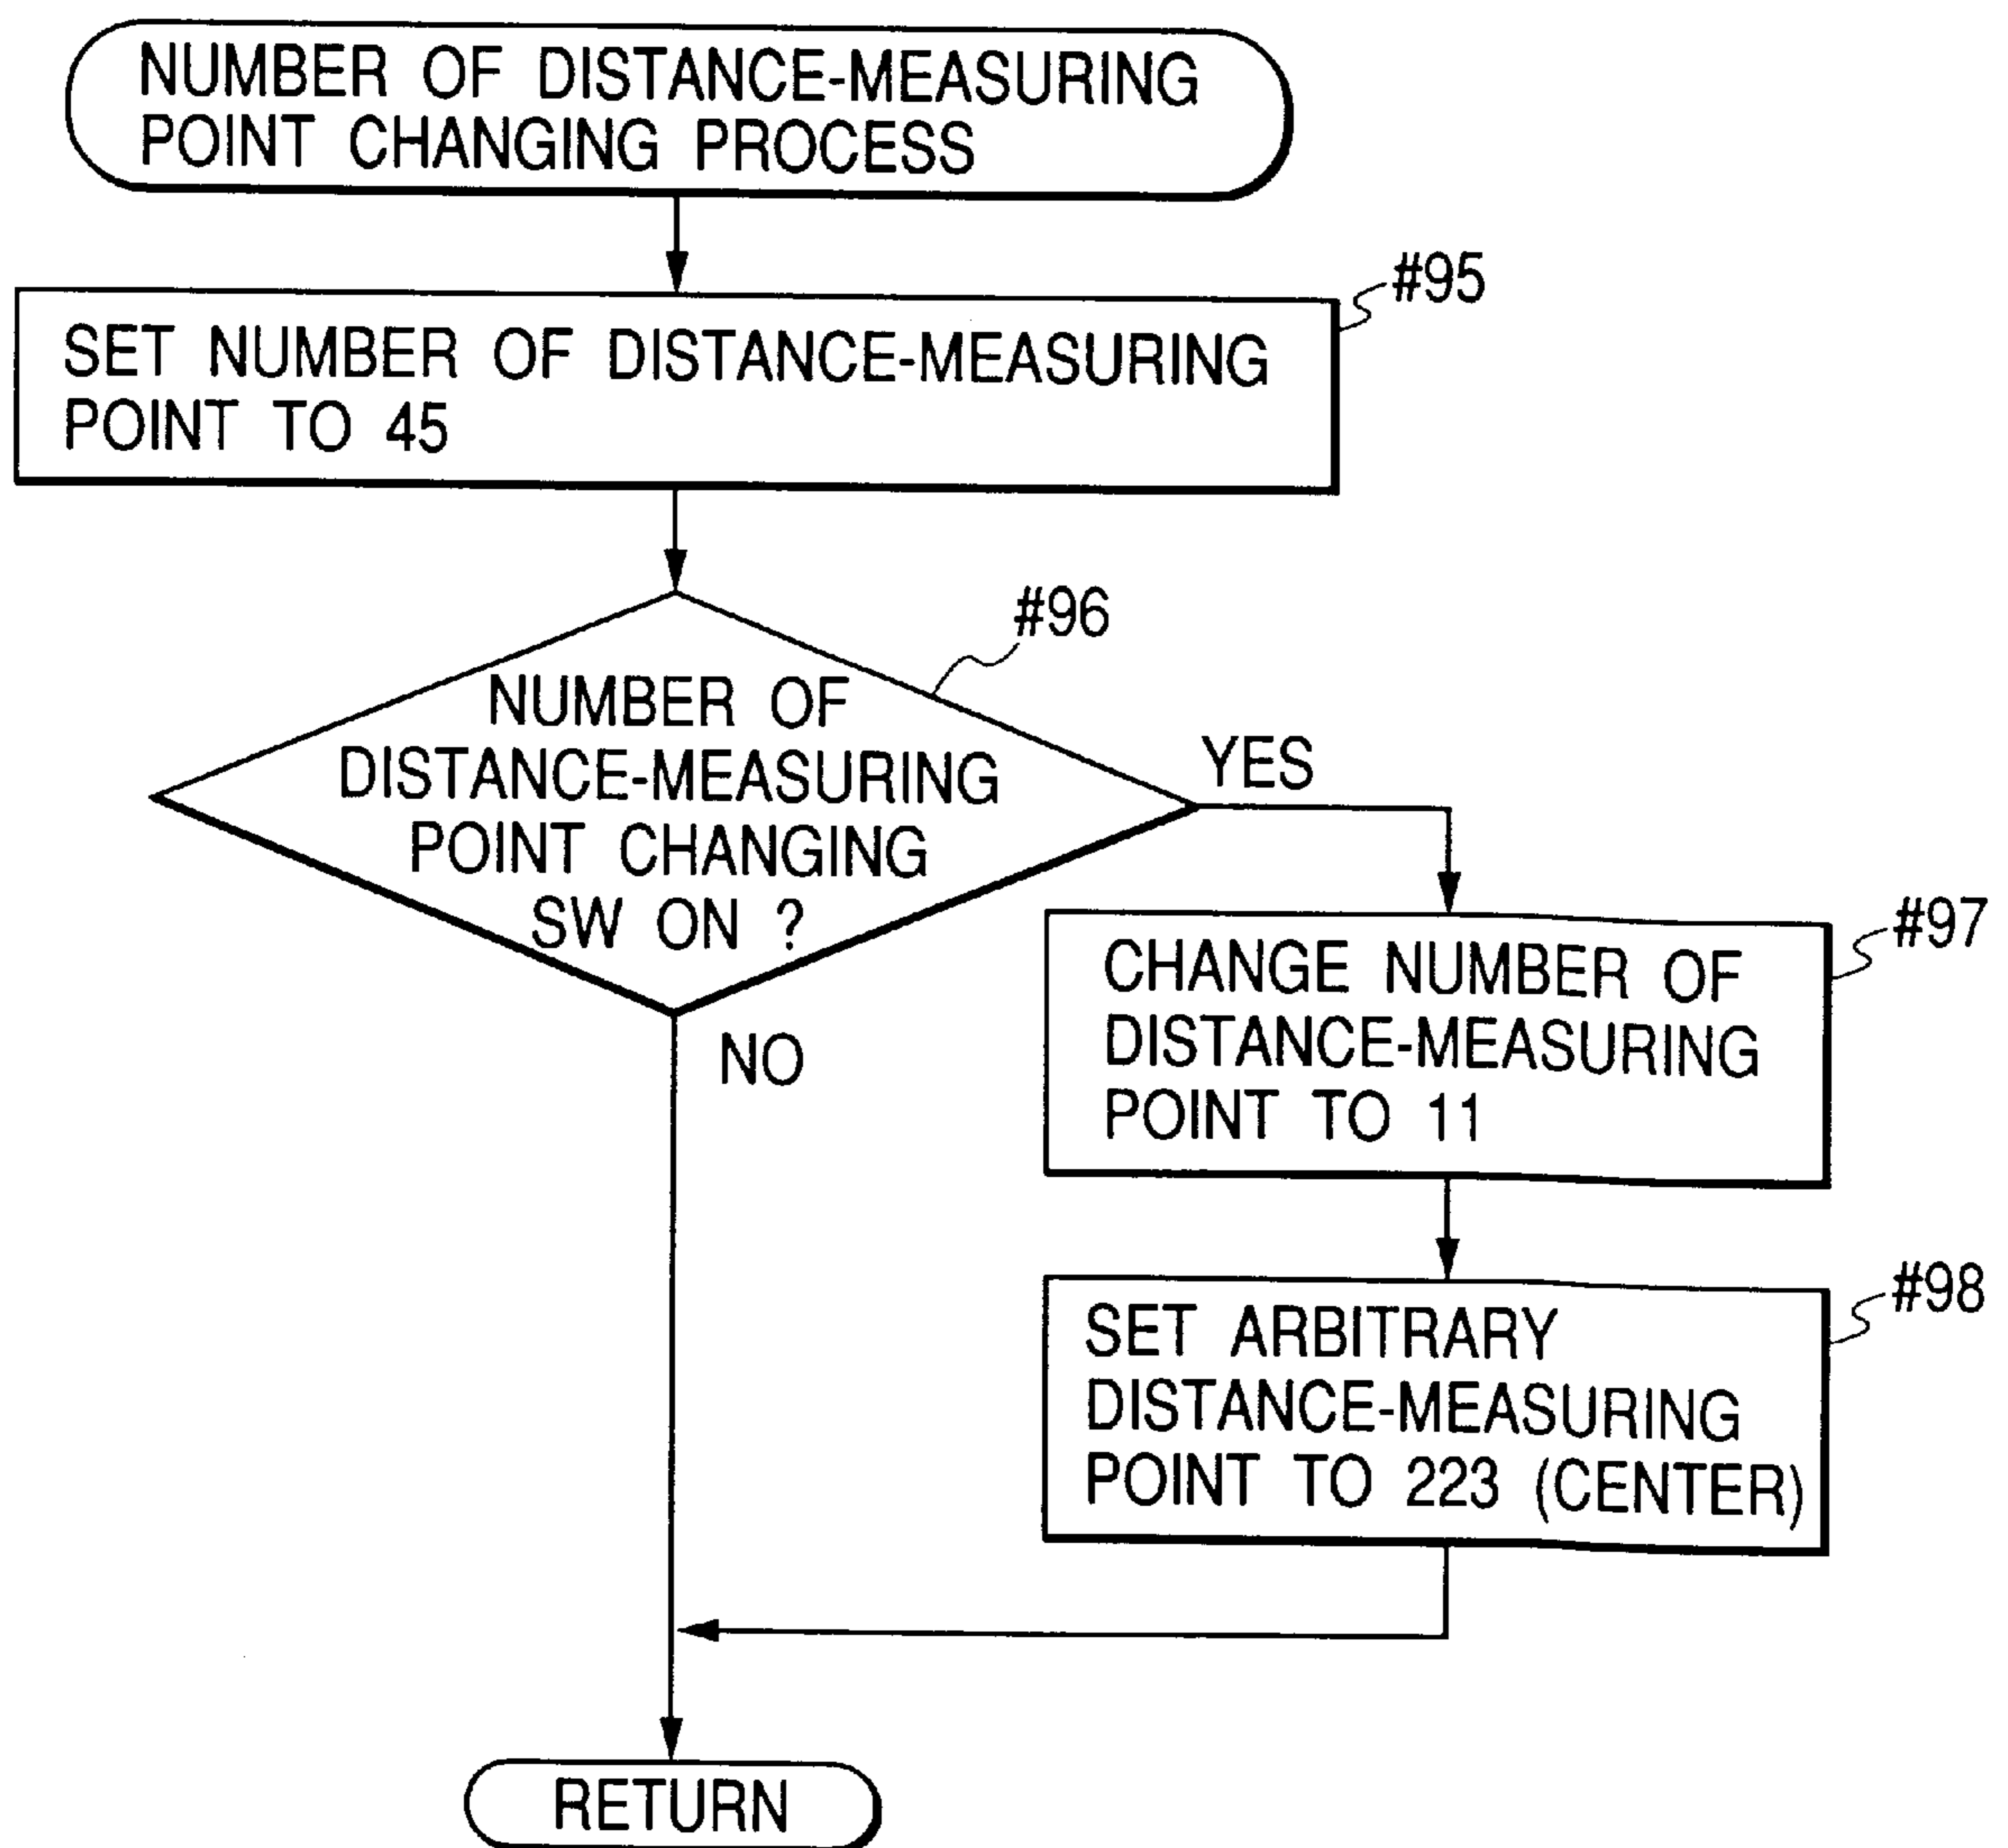 NUMBER OF DISTANCE-MEASURING
POINT CHANGING PROCESS
#95
SET NUMBER OF DISTANCE-MEASURING
POINT TO 45
#96
NUMBER OF
DISTANCE-MEASURING
POINT CHANGING
SW ON ?
YES
NO
#97
CHANGE NUMBER OF
DISTANCE-MEASURING
POINT TO 11
#98
SET ARBITRARY
DISTANCE-MEASURING
POINT TO 223 (CENTER)
RETURN